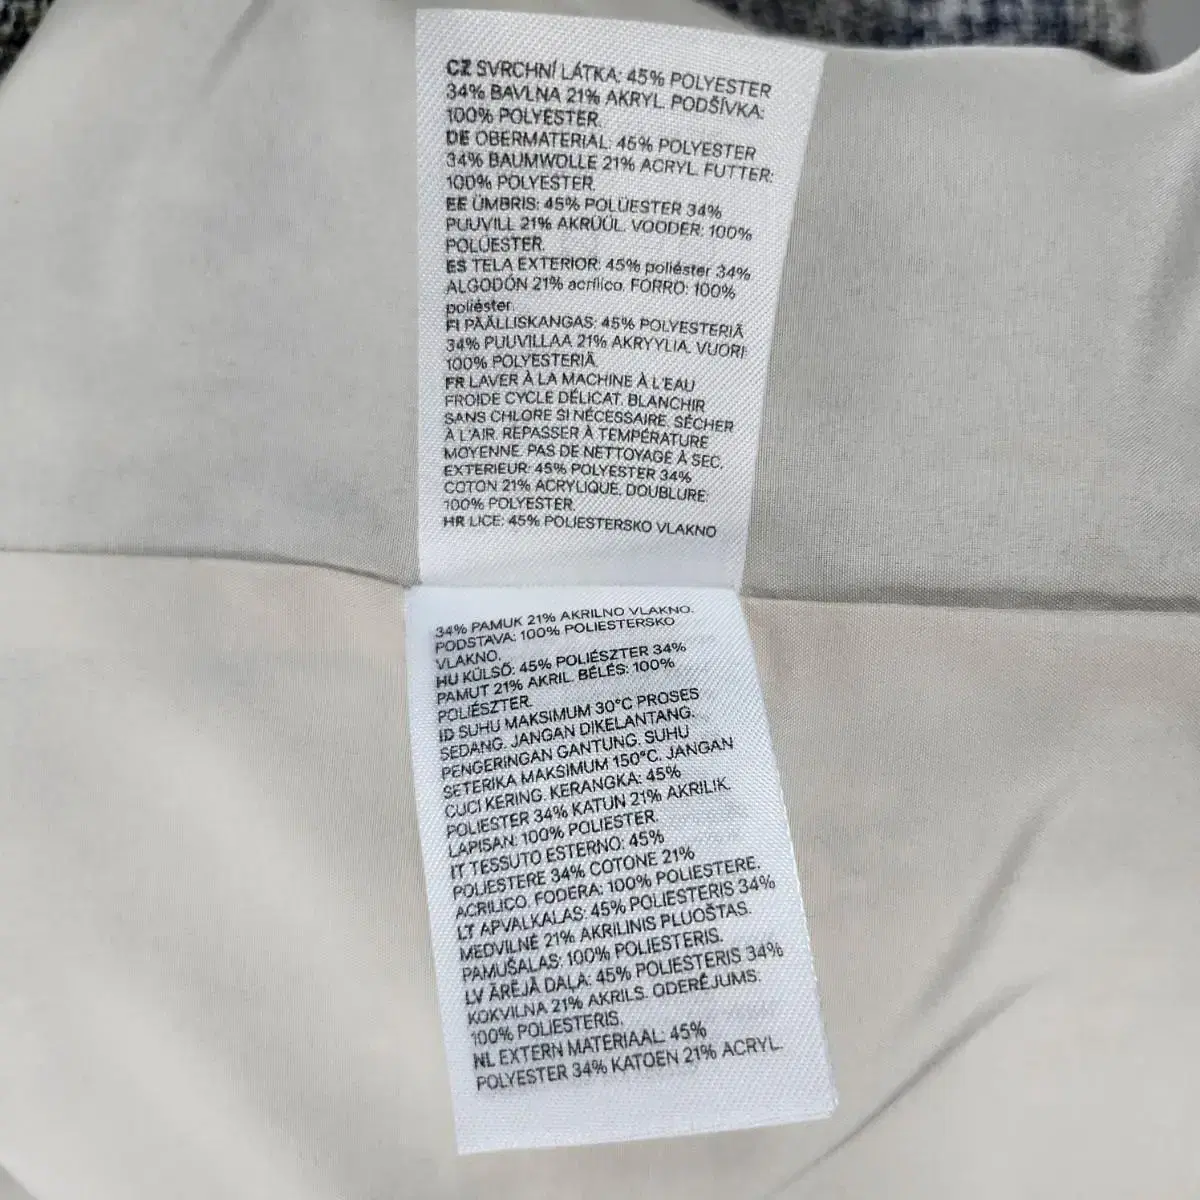 CZ SVRCHNÍ LÁTKA: 45% POLYESTER
34% BAVLNA 21% AKRYL. PODŠÍVKA:
100% POLYESTER.
DE OBERMATERIAL: 45% POLYESTER
34% BAUMWOLLE 21% ACRYL. FUTTER:
100% POLYESTER.
EE ÜMBRIS: 45% POLÜESTER 34%
PUUVILL 21% AKRÜÜL. VOODER: 100%
POLÜESTER.
ES TELA EXTERIOR: 45% poliéster 34%
ALGODÓN 21% acrílico. FORRO: 100%
poliéster.
FI PÄÄLLISKANGAS: 45% POLYESTERIÄ
34% PUUVILLAA 21% AKRYYLIA. VUORI:
100% POLYESTERIÄ.
FR LAVER À LA MACHINE À L'EAU
FROIDE CYCLE DÉLICAT. BLANCHIR
SANS CHLORE SI NÉCESSAIRE. SÉCHER
À L'AIR. REPASSER À TEMPÉRATURE
MOYENNE. PAS DE NETTOYAGE À SEC.
EXTERIEUR: 45% POLYESTER 34%
COTON 21% ACRYLIQUE. DOUBLURE:
100% POLYESTER.
HR LICE: 45% POLIESTERSKO VLAKNO
34% PAMUK 21% AKRILNO VLAKNO.
PODSTAVA: 100% POLIESTERSKO
VLAKNO.
HU KÜLSŐ: 45% POLIÉSZTER 34%
PAMUT 21% AKRIL. BÉLÉS: 100%
POLIÉSZTER.
ID SUHU MAKSIMUM 30°C PROSES
SEDANG. JANGAN DIKELANTANG.
PENGERINGAN GANTUNG. SUHU
SETERIKA MAKSIMUM 150°C. JANGAN
CUCI KERING. KERANGKA: 45%
POLIESTER 34% KATUN 21% AKRILIK.
LAPISAN: 100% POLIESTER.
IT TESSUTO ESTERNO: 45%
POLIESTERE 34% COTONE 21%
ACRILICO. FODERA: 100% POLIESTERE.
LT APVALKALAS: 45% POLIESTERIS 34%
MEDVILNĖ 21% AKRILINIS PLUOŠTAS.
PAMUŠALAS: 100% POLIESTERIS.
LV ĀRĒJĀ DAĻA: 45% POLIESTERIS 34%
KOKVILNA 21% AKRILS. ODERĒJUMS:
100% POLIESTERIS.
NL EXTERN MATERIAAL: 45%
POLYESTER 34% KATOEN 21% ACRYL.